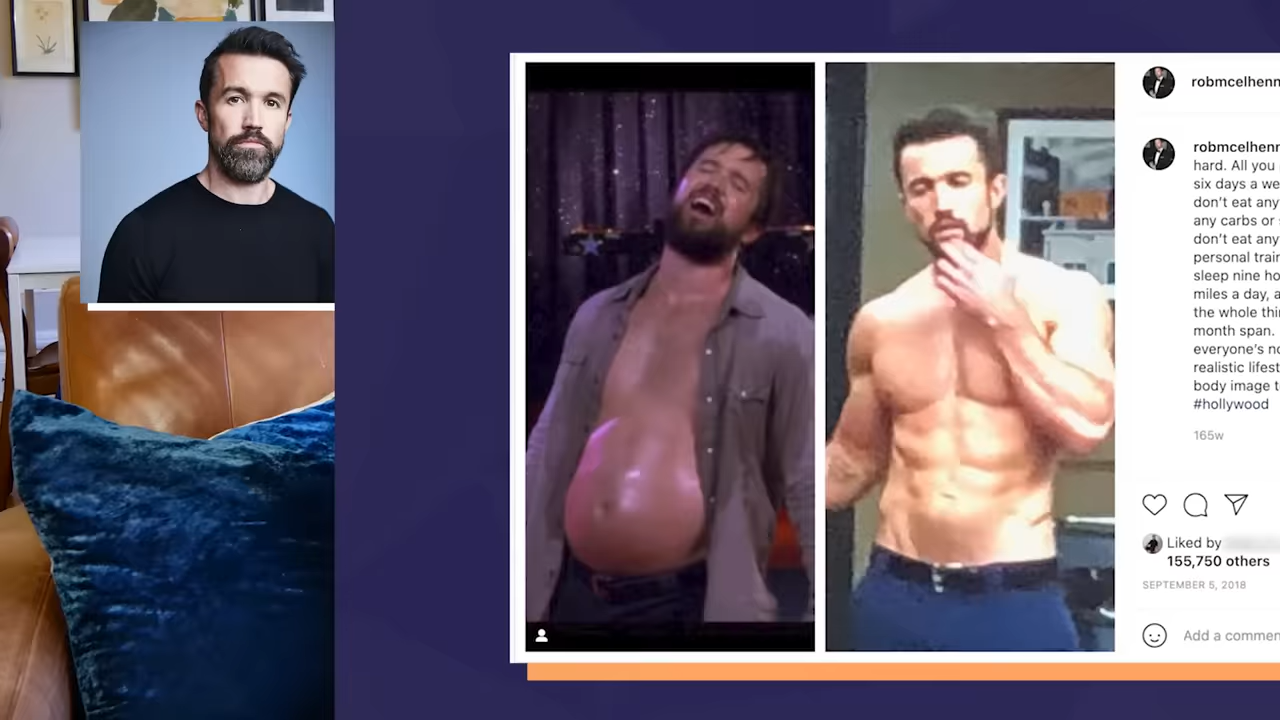 robmcelhenn
robmcelhenn
hard. All you
six days a we
don't eat any
any carbs or
don't eat any
personal train
sleep nine ho
miles a day, a
the whole thi
month span.
everyone's no
realistic lifest
body image t
#hollywood
165w
Liked by
155,750 others
SEPTEMBER 5, 2018
Add a commen